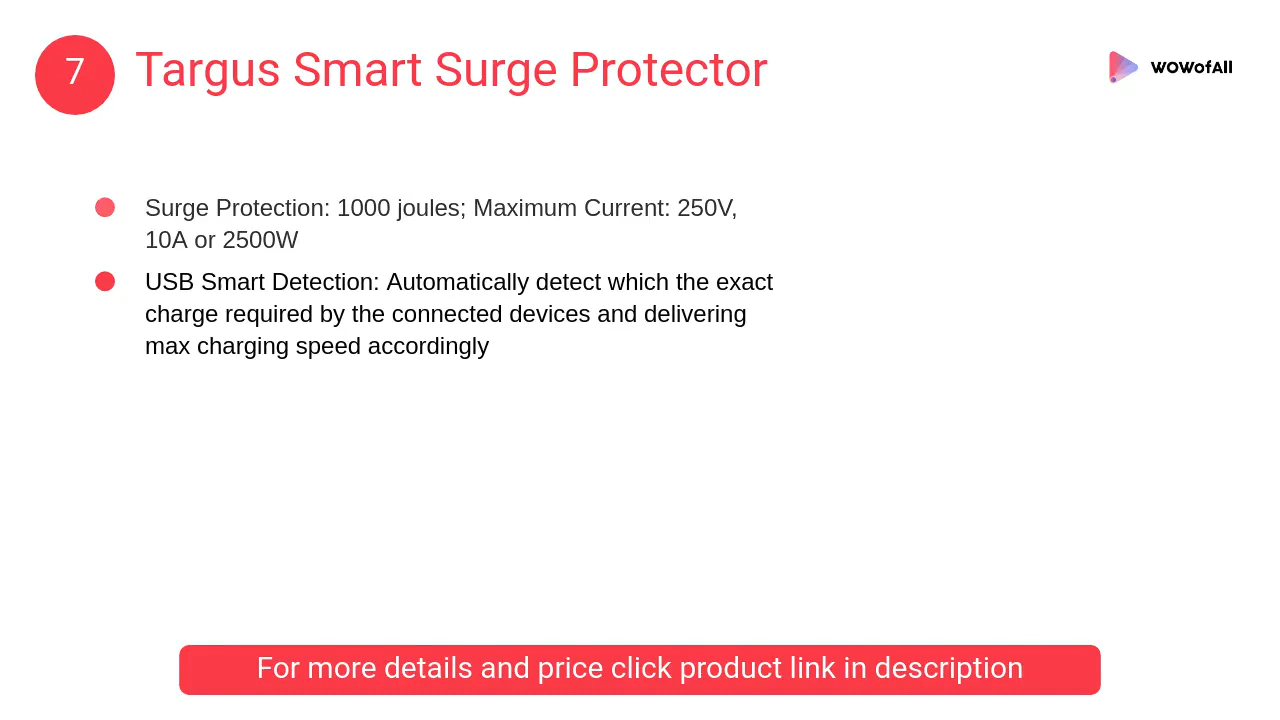 7
Targus Smart Surge Protector
WOWofAll
Surge Protection: 1000 joules; Maximum Current: 250V,
10A or 2500W
USB Smart Detection: Automatically detect which the exact
charge required by the connected devices and delivering
max charging speed accordingly
For more details and price click product link in description